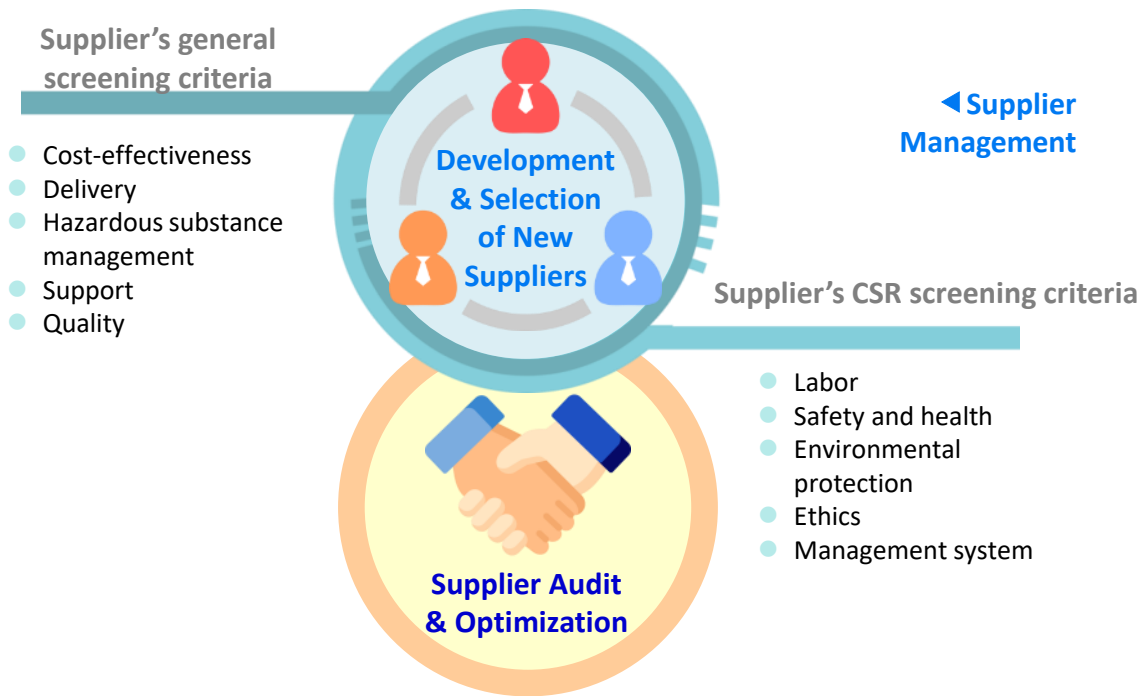 Supplier's general
screening criteria
Cost-effectiveness
Delivery
Hazardous substance
management
Support
Quality
Development
& Selection
of New
Suppliers
◀ Supplier
Management
Supplier's CSR screening criteria
Labor
Safety and health
Environmental
protection
Ethics
Management system
Supplier Audit
& Optimization